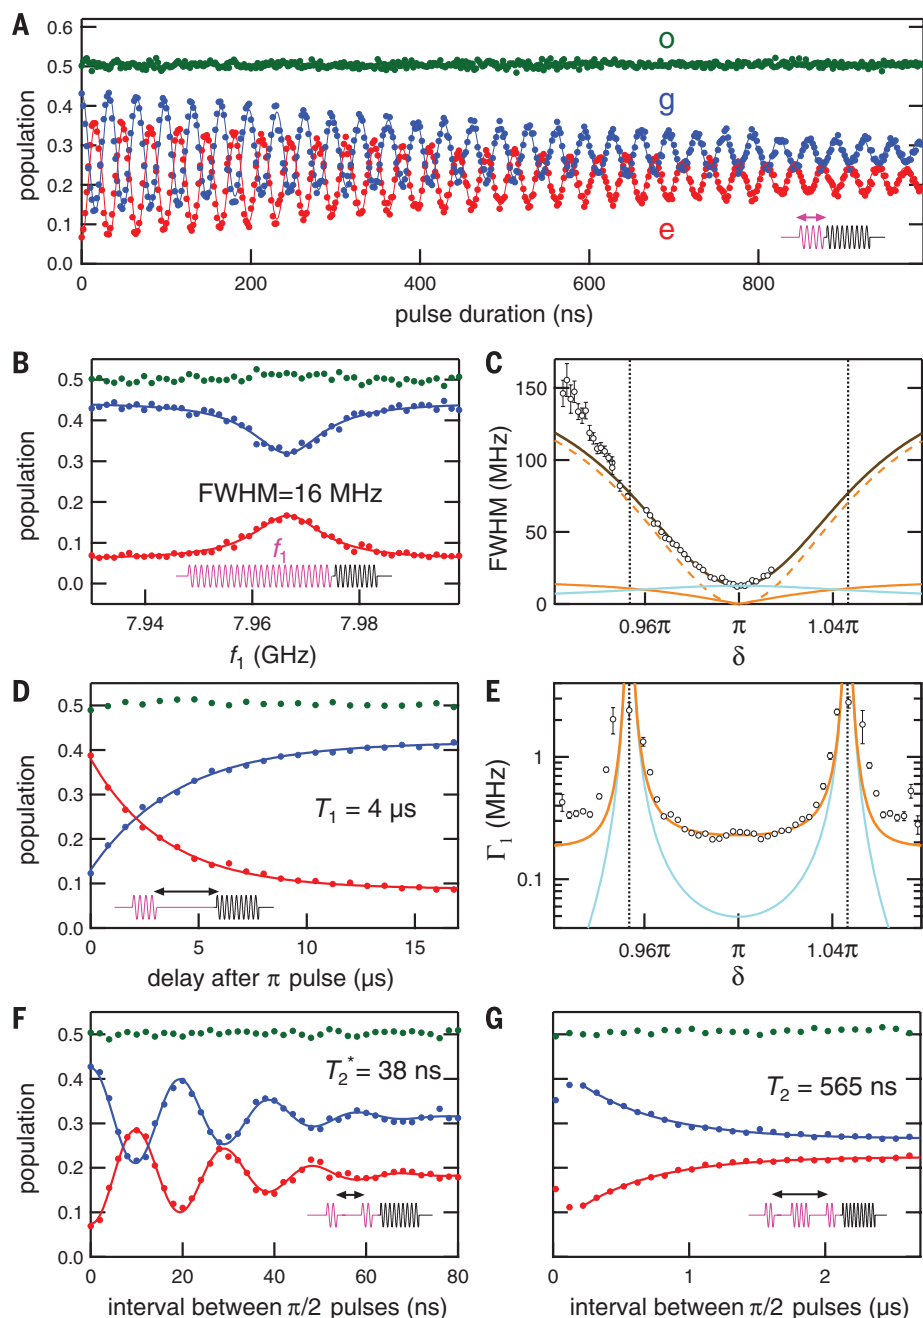 A
0.6
0.5
0.4
0.3
0.2
0.1
0.0
population
o
g
e
0 200 400 600 800
pulse duration (ns)
B
0.5
0.4
0.3
0.2
0.1
0.0
population
FWHM=16 MHz
f1
7.94 7.96 7.98
f1 (GHz)
C
150
100
50
0
FWHM (MHz)
0.96π π 1.04π
δ
D
0.5
0.4
0.3
0.2
0.1
0.0
population
T1 = 4 µs
0 5 10 15
delay after π pulse (µs)
E
1
0.1
Γ1 (MHz)
0.96π π 1.04π
δ
F
0.5
0.4
0.3
0.2
0.1
0.0
population
T2* = 38 ns
0 20 40 60 80
interval between π/2 pulses (ns)
G
T2 = 565 ns
0 1 2
interval between π/2 pulses (µs)